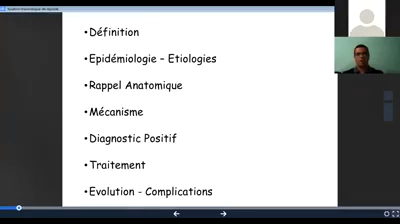 • Définition
• Epidémiologie – Etiologies
• Rappel Anatomique
• Mécanisme
• Diagnostic Positif
• Traitement
• Evolution - Complications